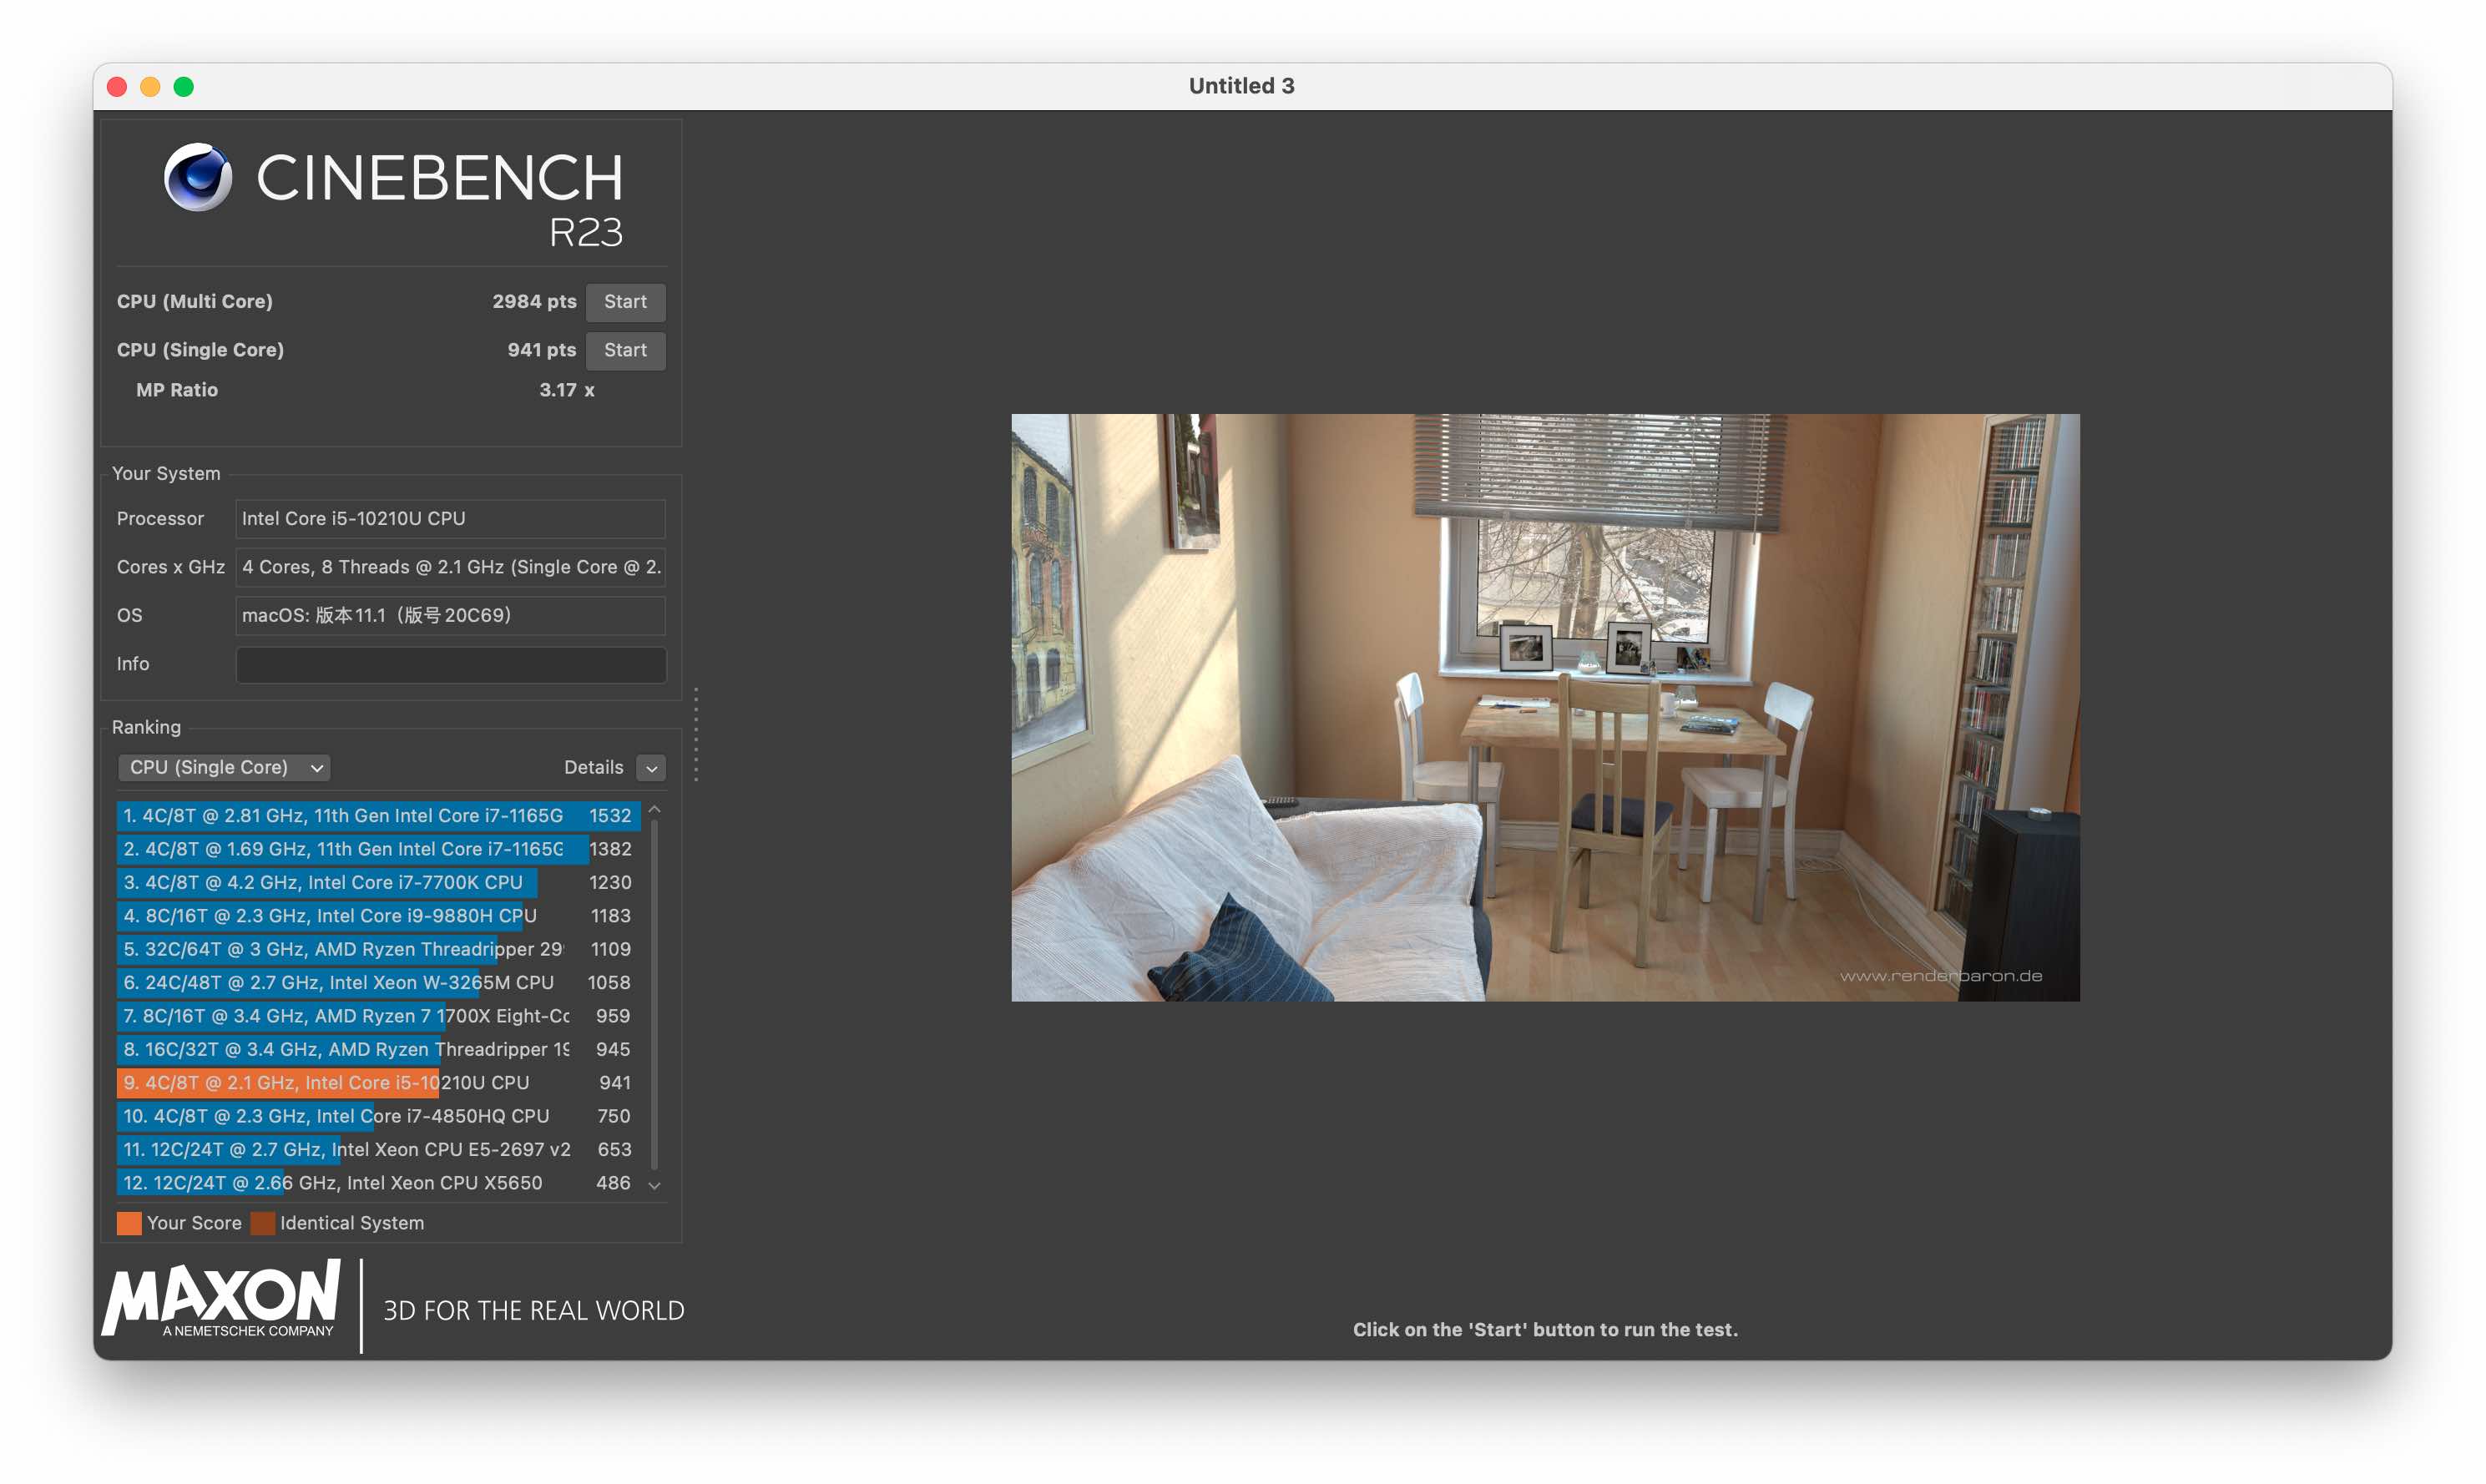 Untitled 3
CINEBENCH
R23
CPU (Multi Core) 2984 pts Start
CPU (Single Core) 941 pts Start
MP Ratio 3.17 x
Your System
Processor Intel Core i5-10210U CPU
Cores x GHz 4 Cores, 8 Threads @ 2.1 GHz (Single Core @ 2.
OS macOS: 版本11.1（版号20C69）
Info
Ranking
CPU (Single Core) Details
1. 4C/8T @ 2.81 GHz, 11th Gen Intel Core i7-1165G 1532
2. 4C/8T @ 1.69 GHz, 11th Gen Intel Core i7-1165G 1382
3. 4C/8T @ 4.2 GHz, Intel Core i7-7700K CPU 1230
4. 8C/16T @ 2.3 GHz, Intel Core i9-9880H CPU 1183
5. 32C/64T @ 3 GHz, AMD Ryzen Threadripper 29 1109
6. 24C/48T @ 2.7 GHz, Intel Xeon W-3265M CPU 1058
7. 8C/16T @ 3.4 GHz, AMD Ryzen 7 1700X Eight-Co 959
8. 16C/32T @ 3.4 GHz, AMD Ryzen Threadripper 19 945
9. 4C/8T @ 2.1 GHz, Intel Core i5-10210U CPU 941
10. 4C/8T @ 2.3 GHz, Intel Core i7-4850HQ CPU 750
11. 12C/24T @ 2.7 GHz, Intel Xeon CPU E5-2697 v2 653
12. 12C/24T @ 2.66 GHz, Intel Xeon CPU X5650 486
Your Score Identical System
MAXON
A NEMETSCHEK COMPANY
3D FOR THE REAL WORLD
www.renderbaron.de
Click on the 'Start' button to run the test.